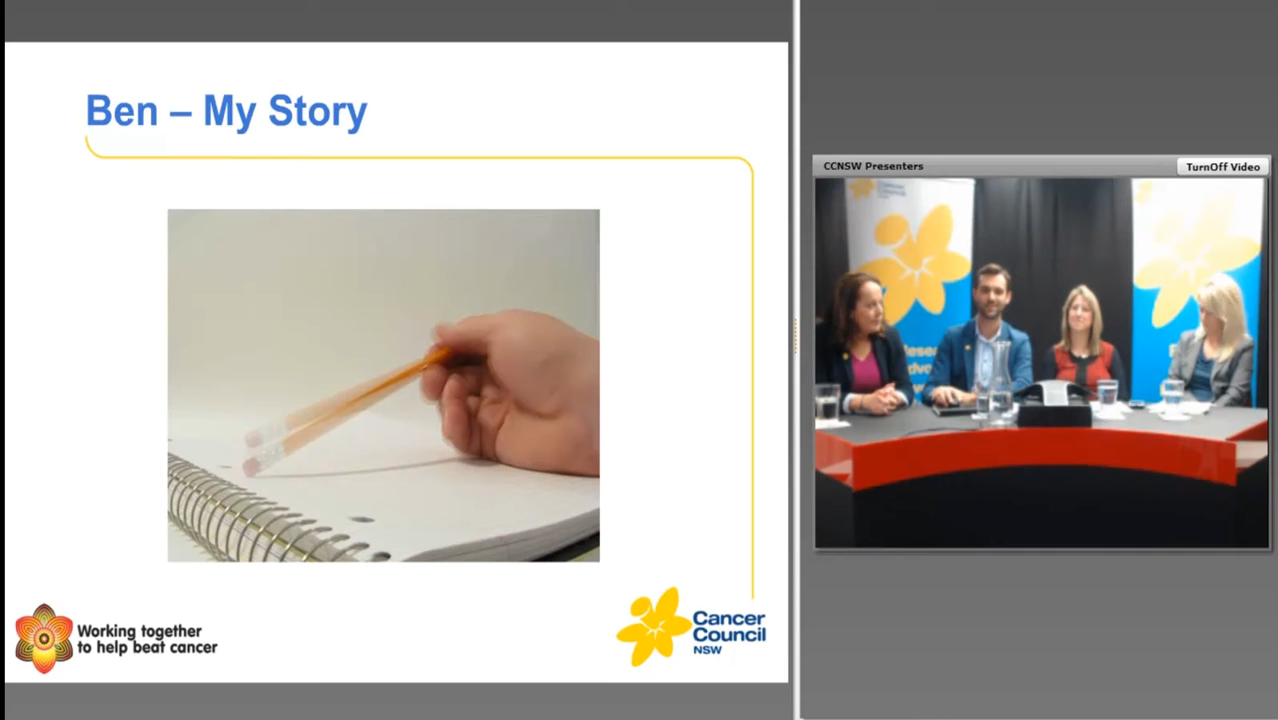 Ben – My Story
Working together
to help beat cancer
Cancer
Council
NSW
CCNSW Presenters
TurnOff Video